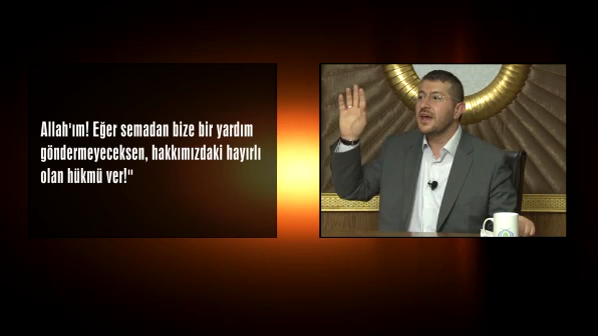 Allah'ım! Eğer semadan bize bir yardım
göndermeyeceksen, hakkımızdaki hayırlı
olan hükmü ver!"